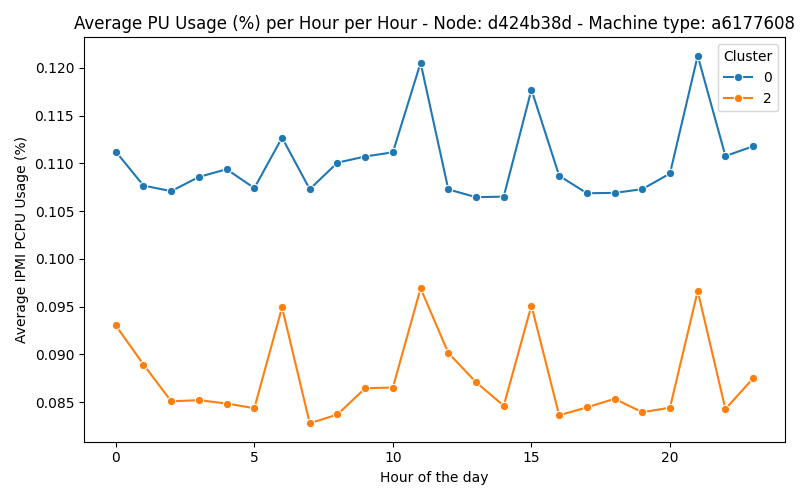 Average PU Usage (%) per Hour per Hour - Node: d424b38d - Machine type: a6177608
Cluster
0
2
0.120
0.115
0.110
0.105
0.100
0.095
0.090
0.085
Average IPMI PCPU Usage (%)
0 5 10 15 20
Hour of the day